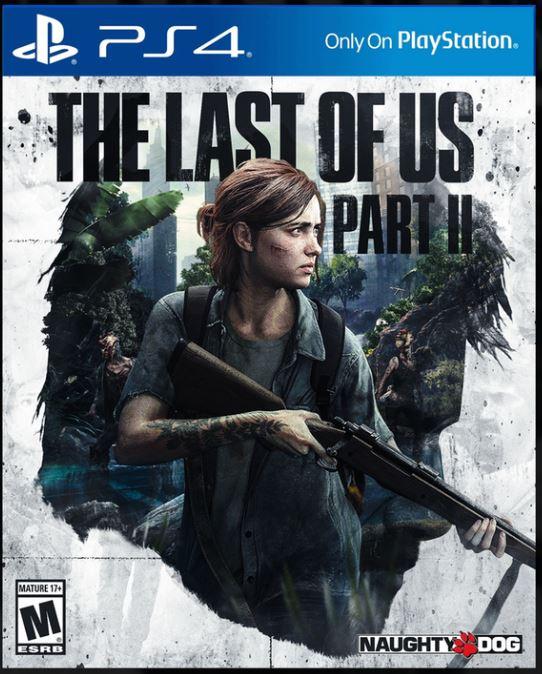 PS4
Only On PlayStation
THE LAST OF US
PART II
MATURE 17+
M
ESRB
NAUGHTY DOG